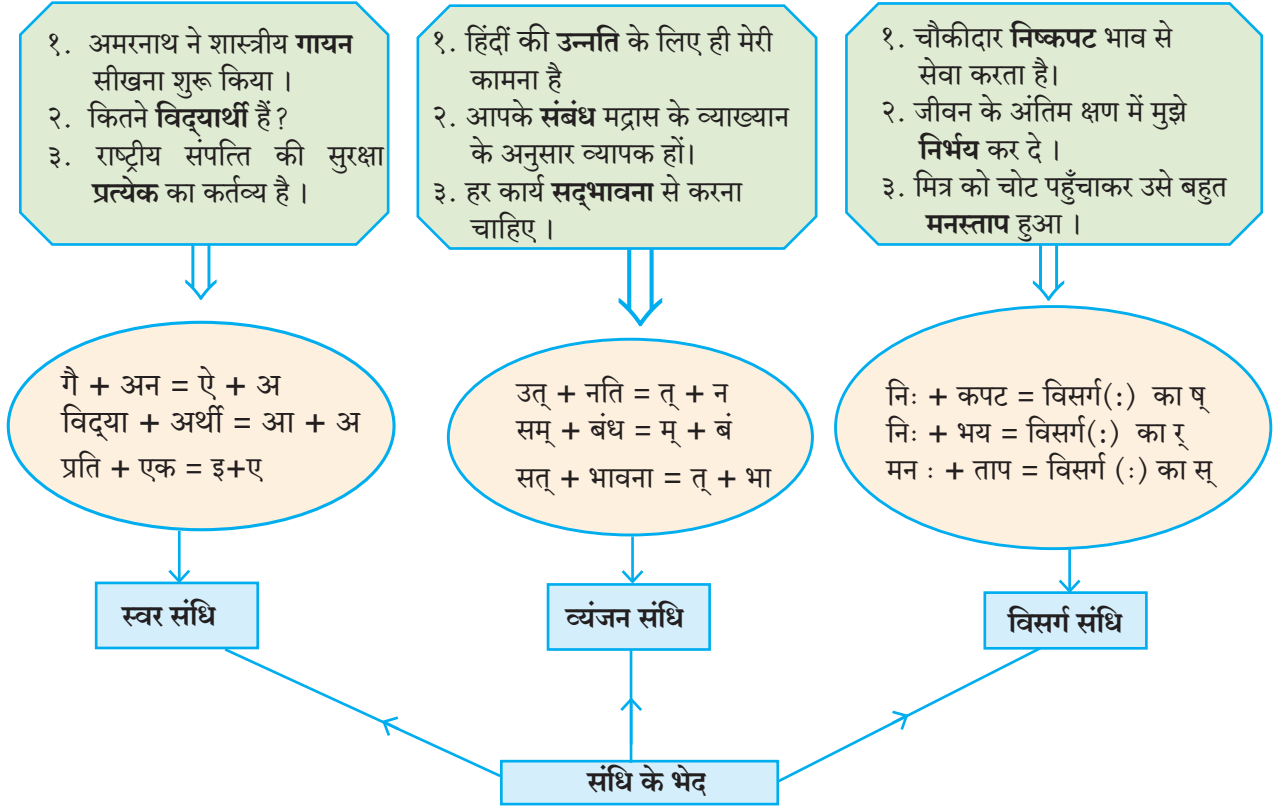 १. अमरनाथ ने शास्त्रीय गायन
सीखना शुरू किया ।
२. कितने विद्‌यार्थी हैं?
३. राष्ट्रीय संपत्ति की सुरक्षा
प्रत्येक का कर्तव्य है ।
१. हिंदीं की उन्नति के लिए ही मेरी
कामना है
२. आपके संबंध मद्रास के व्याख्यान
के अनुसार व्यापक हों।
३. हर कार्य सद्‌भावना से करना
चाहिए ।
१. चौकीदार निष्कपट भाव से
सेवा करता है।
२. जीवन के अंतिम क्षण में मुझे
निर्भय कर दे ।
३. मित्र को चोट पहुँचाकर उसे बहुत
मनस्ताप हुआ ।
गै + अन = ऐ + अ
विद्‌या + अर्थी = आ + अ
प्रति + एक = इ+ए
उत् + नति = त् + न
सम् + बंध = म् + बं
सत् + भावना = त् + भा
निः + कपट = विसर्ग(:) का ष्
निः + भय = विसर्ग(:) का र्
मन : + ताप = विसर्ग (:) का स्
स्वर संधि
व्यंजन संधि
विसर्ग संधि
संधि के भेद